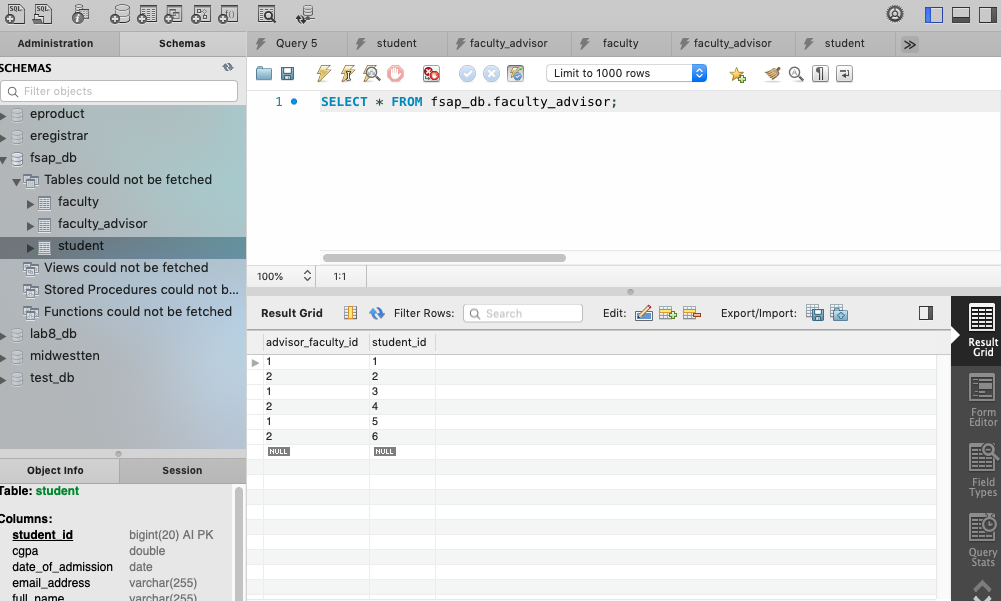 SQL SQL
Administration Schemas Query 5 student faculty_advisor faculty faculty_advisor student
SCHEMAS
Filter objects
Limit to 1000 rows
1 SELECT * FROM fsap_db.faculty_advisor;
eproduct
eregistrar
fsap_db
Tables could not be fetched
faculty
faculty_advisor
student
Views could not be fetched
Stored Procedures could not b...
Functions could not be fetched
lab8_db
midwestten
test_db
100% 1:1
Result Grid Filter Rows: Search Edit: Export/Import:
advisor_faculty_id student_id
1 1
2 2
1 3
2 4
1 5
2 6
NULL NULL
Result
Grid
Form
Editor
Field
Types
Query
Stats
Object Info Session
Table: student
Columns:
student_id bigint(20) AI PK
cgpa double
date_of_admission date
email_address varchar(255)
full_name varchar(255)